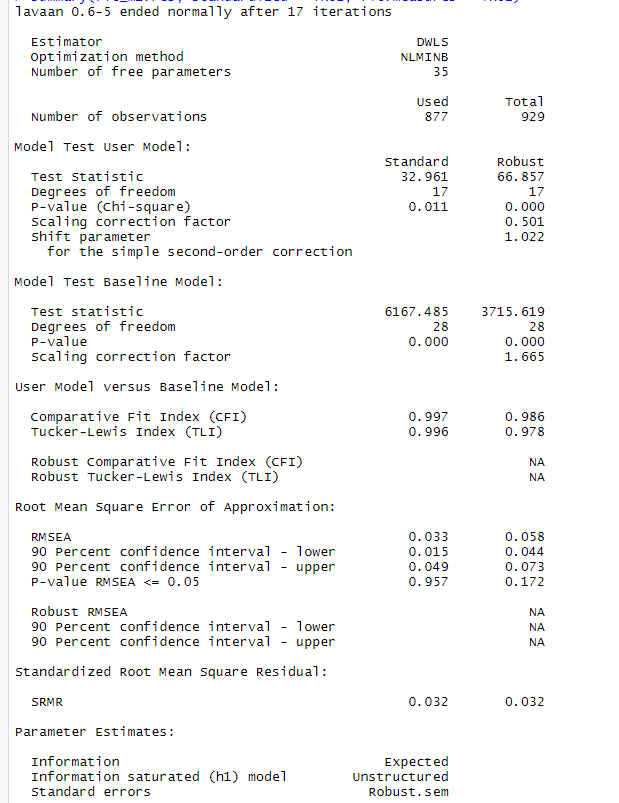 lavaan 0.6-5 ended normally after 17 iterations
Estimator DWLS
Optimization method NLMINB
Number of free parameters 35
Used Total
Number of observations 877 929
Model Test User Model:
Standard Robust
Test Statistic 32.961 66.857
Degrees of freedom 17 17
P-value (Chi-square) 0.011 0.000
Scaling correction factor 0.501
Shift parameter 1.022
for the simple second-order correction
Model Test Baseline Model:
Test statistic 6167.485 3715.619
Degrees of freedom 28 28
P-value 0.000 0.000
Scaling correction factor 1.665
User Model versus Baseline Model:
Comparative Fit Index (CFI) 0.997 0.986
Tucker-Lewis Index (TLI) 0.996 0.978
Robust Comparative Fit Index (CFI) NA
Robust Tucker-Lewis Index (TLI) NA
Root Mean Square Error of Approximation:
RMSEA 0.033 0.058
90 Percent confidence interval - lower 0.015 0.044
90 Percent confidence interval - upper 0.049 0.073
P-value RMSEA <= 0.05 0.957 0.172
Robust RMSEA NA
90 Percent confidence interval - lower NA
90 Percent confidence interval - upper NA
Standardized Root Mean Square Residual:
SRMR 0.032 0.032
Parameter Estimates:
Information Expected
Information saturated (h1) model Unstructured
Standard errors Robust.sem